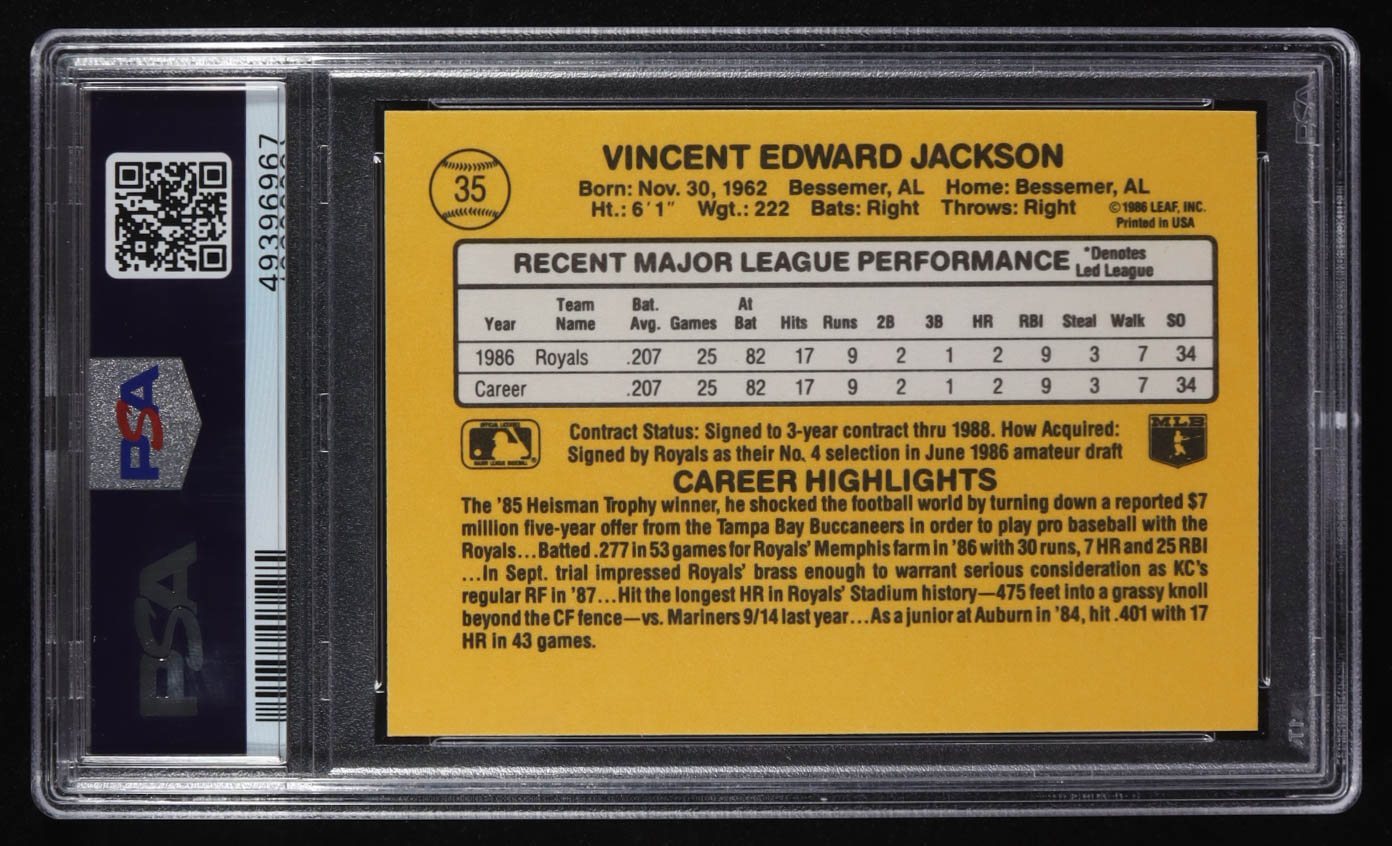 PSA
49396967
PSA
PSA
35
VINCENT EDWARD JACKSON
Born: Nov. 30, 1962 Bessemer, AL Home: Bessemer, AL
Ht.: 6'1" Wgt.: 222 Bats: Right Throws: Right ©1986 LEAF, INC.
Printed in USA
RECENT MAJOR LEAGUE PERFORMANCE *Denotes Led League
Year Team Name Bat. Avg. Games At Bat Hits Runs 2B 3B HR RBI Steal Walk SO
1986 Royals .207 25 82 17 9 2 1 2 9 3 7 34
Career .207 25 82 17 9 2 1 2 9 3 7 34
OFFICIAL LICENSEE
MAJOR LEAGUE BASEBALL
Contract Status: Signed to 3-year contract thru 1988. How Acquired:
Signed by Royals as their No. 4 selection in June 1986 amateur draft
MLB
CAREER HIGHLIGHTS
The '85 Heisman Trophy winner, he shocked the football world by turning down a reported $7
million five-year offer from the Tampa Bay Buccaneers in order to play pro baseball with the
Royals...Batted .277 in 53 games for Royals' Memphis farm in '86 with 30 runs, 7 HR and 25 RBI
...In Sept. trial impressed Royals' brass enough to warrant serious consideration as KC's
regular RF in '87...Hit the longest HR in Royals' Stadium history—475 feet into a grassy knoll
beyond the CF fence—vs. Mariners 9/14 last year...As a junior at Auburn in '84, hit .401 with 17
HR in 43 games.